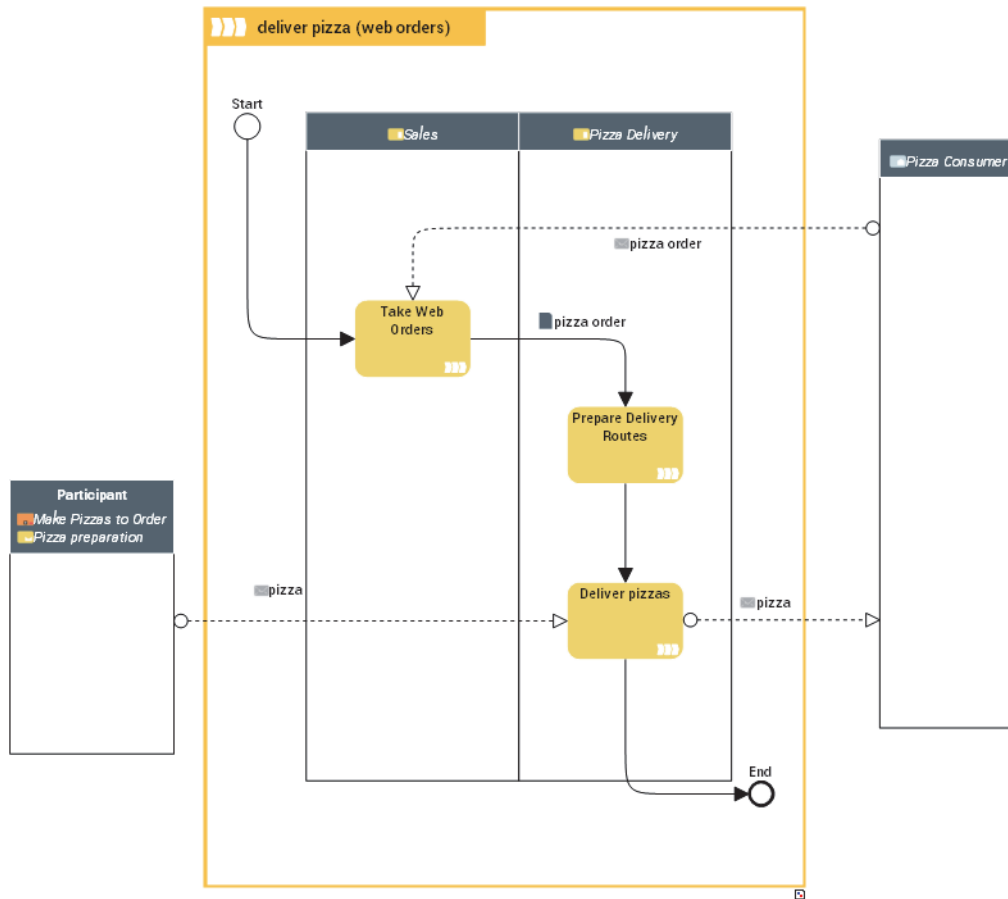 deliver pizza (web orders)
Start
Sales
Pizza Delivery
Pizza Consumer
pizza order
Take Web
Orders
pizza order
Prepare Delivery
Routes
Participant
Make Pizzas to Order
Pizza preparation
pizza
Deliver pizzas
pizza
End